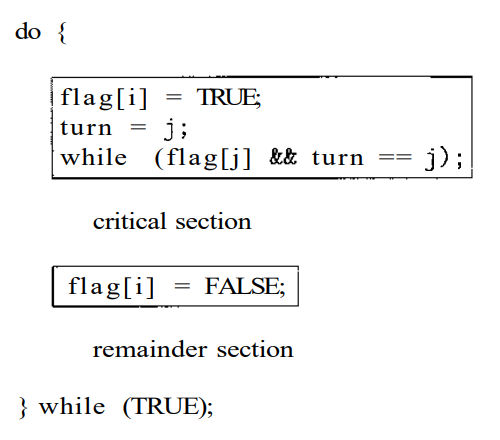 do {
flag[i] = TRUE;
turn = j;
while (flag[j] && turn == j);
critical section
flag[i] = FALSE;
remainder section
} while (TRUE);